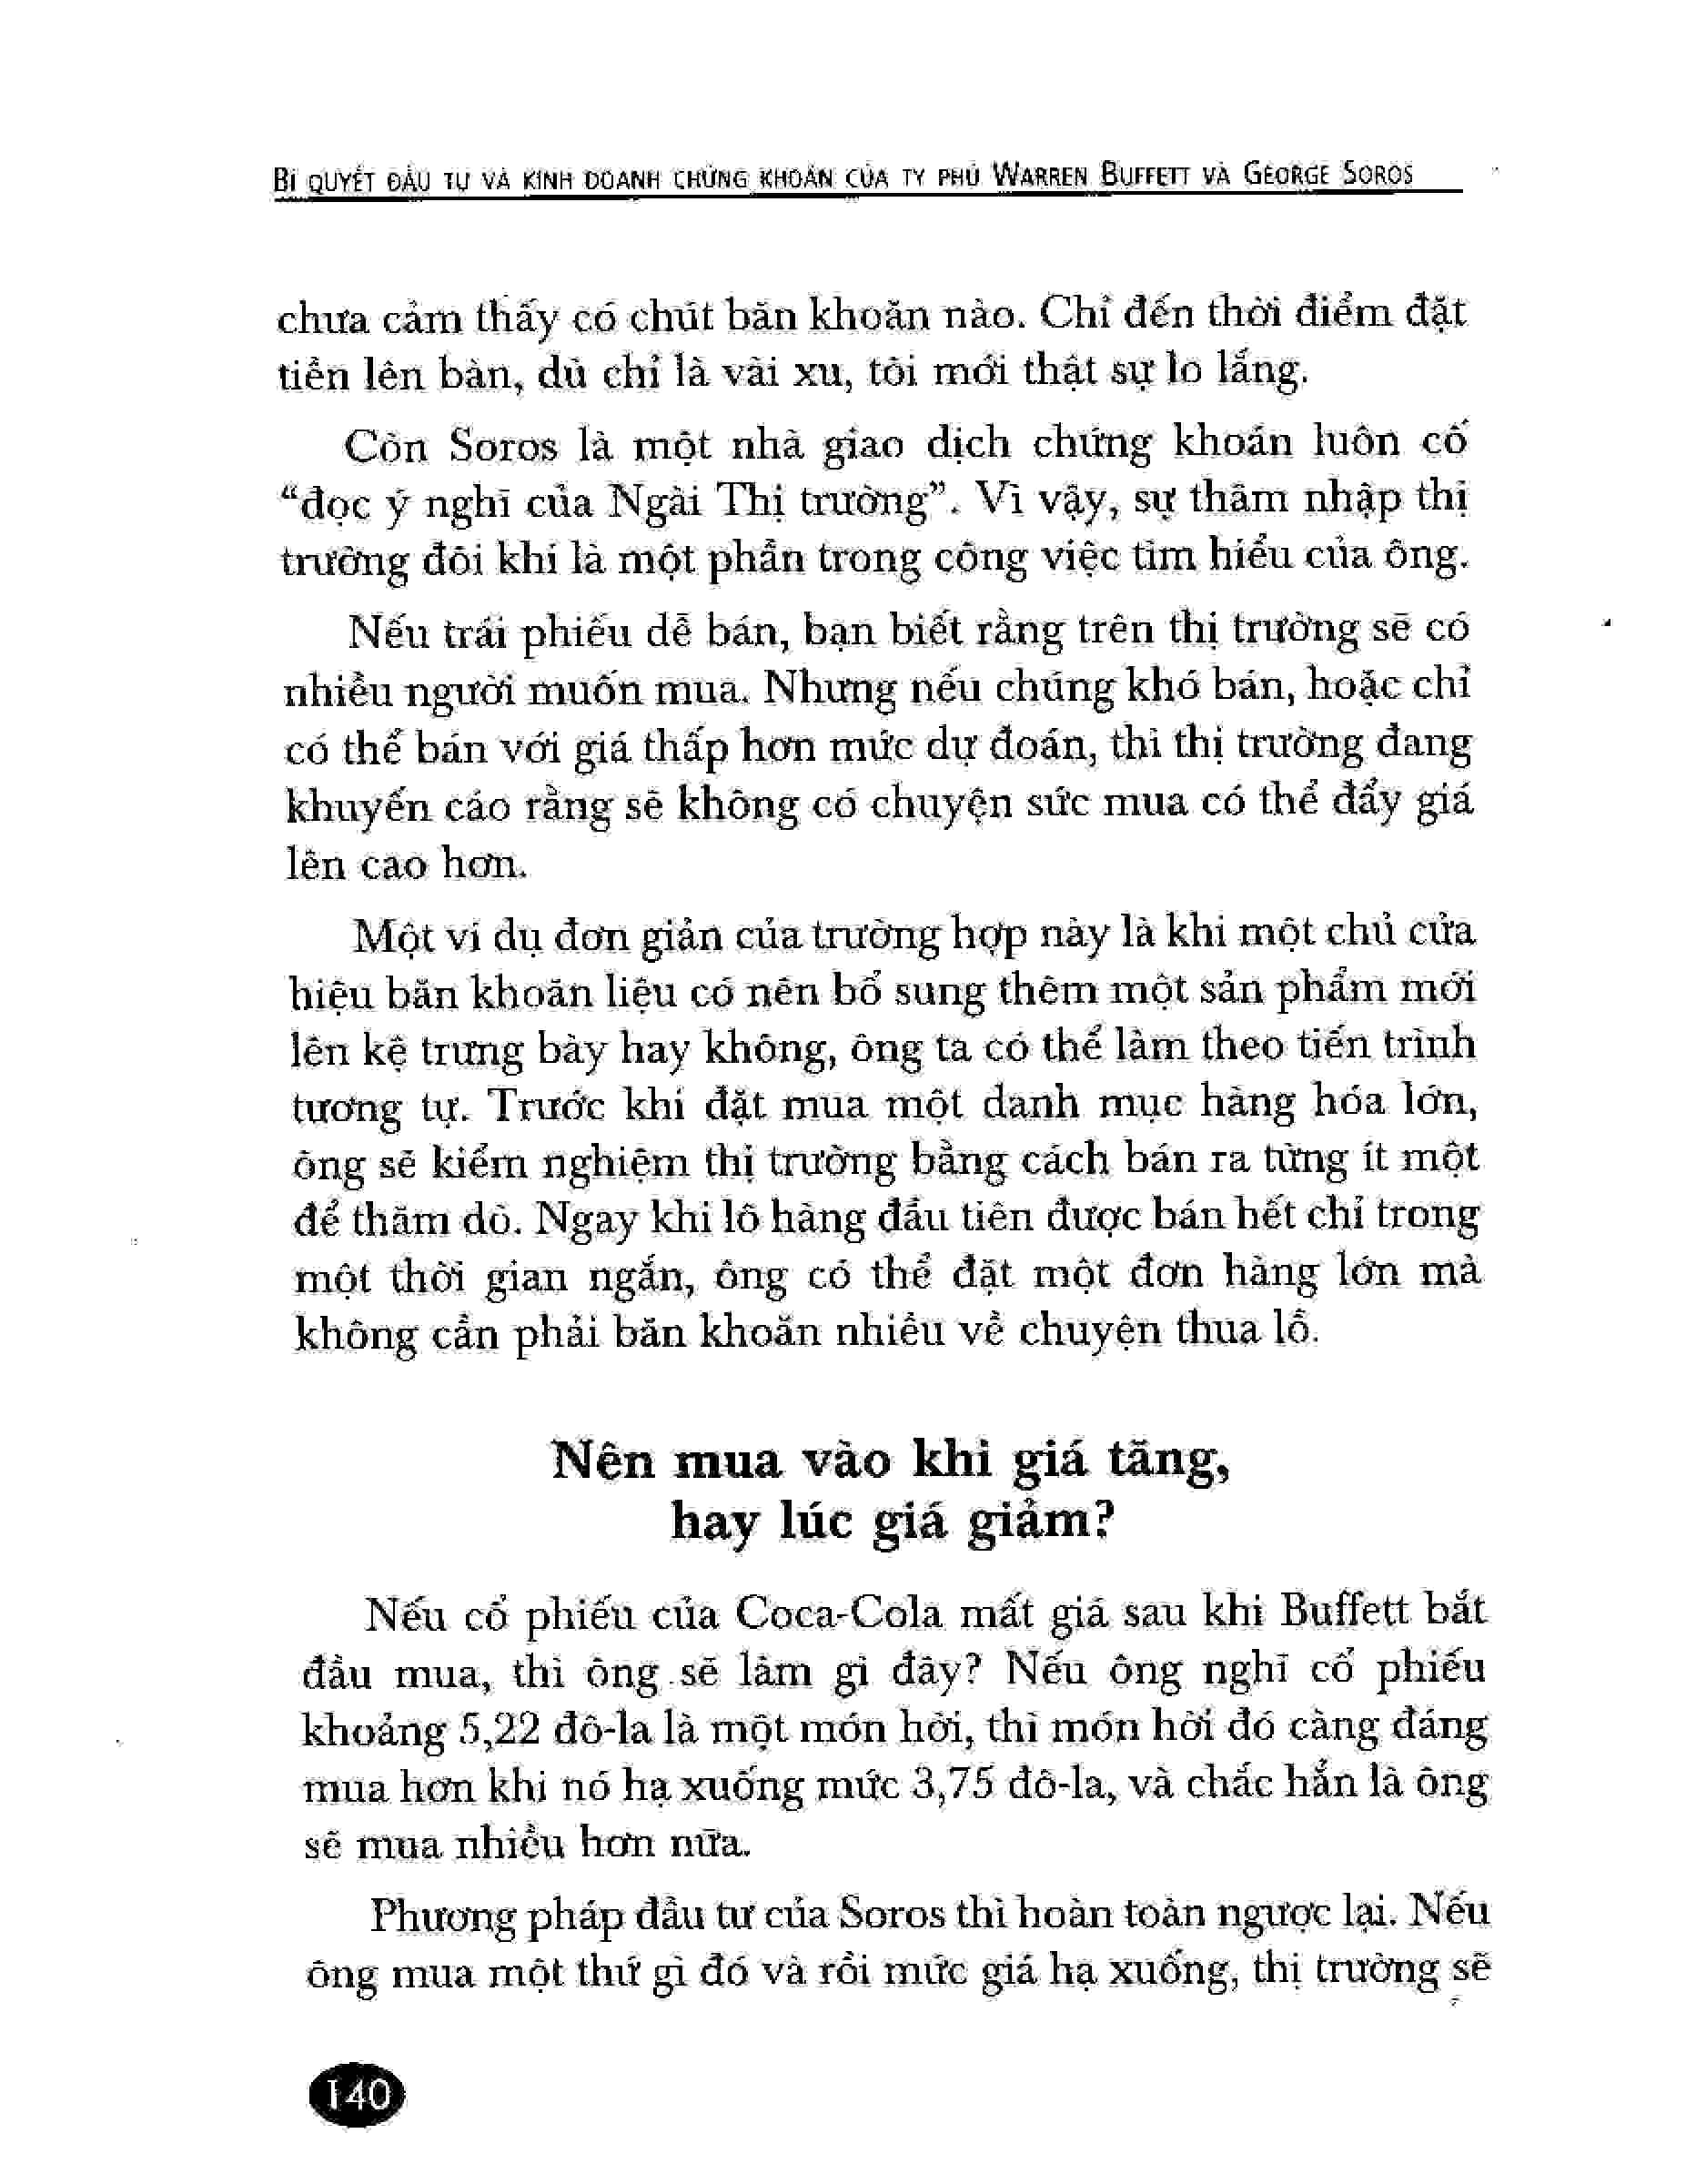 BÍ QUYẾT ĐẦU TƯ VÀ KINH DOANH CHỨNG KHOÁN CỦA TỶ PHÚ WARREN BUFFETT VÀ GEORGE SOROS
chưa cảm thấy có chút băn khoăn nào. Chỉ đến thời điểm đặt
tiền lên bàn, dù chỉ là vài xu, tôi mới thật sự lo lắng.
Còn Soros là một nhà giao dịch chứng khoán luôn cố
“đọc ý nghĩ của Ngài Thị trường”. Vì vậy, sự thâm nhập thị
trường đôi khi là một phần trong công việc tìm hiểu của ông.
Nếu trái phiếu dễ bán, bạn biết rằng trên thị trường sẽ có
nhiều người muốn mua. Nhưng nếu chúng khó bán, hoặc chỉ
có thể bán với giá thấp hơn mức dự đoán, thì thị trường đang
khuyến cáo rằng sẽ không có chuyện sức mua có thể đẩy giá
lên cao hơn.
Một ví dụ đơn giản của trường hợp này là khi một chủ cửa
hiệu băn khoăn liệu có nên bổ sung thêm một sản phẩm mới
lên kệ trưng bày hay không, ông ta có thể làm theo tiến trình
tương tự. Trước khi đặt mua một danh mục hàng hóa lớn,
ông sẽ kiểm nghiệm thị trường bằng cách bán ra từng ít một
để thăm dò. Ngay khi lô hàng đầu tiên được bán hết chỉ trong
một thời gian ngắn, ông có thể đặt một đơn hàng lớn mà
không cần phải băn khoăn nhiều về chuyện thua lỗ.
Nên mua vào khi giá tăng,
hay lúc giá giảm?
Nếu cổ phiếu của Coca-Cola mất giá sau khi Buffett bắt
đầu mua, thì ông sẽ làm gì đây? Nếu ông nghĩ cổ phiếu
khoảng 5,22 đô-la là một món hời, thì món hời đó càng đáng
mua hơn khi nó hạ xuống mức 3,75 đô-la, và chắc hẳn là ông
sẽ mua nhiều hơn nữa.
Phương pháp đầu tư của Soros thì hoàn toàn ngược lại. Nếu
ông mua một thứ gì đó và rồi mức giá hạ xuống, thị trường sẽ
140